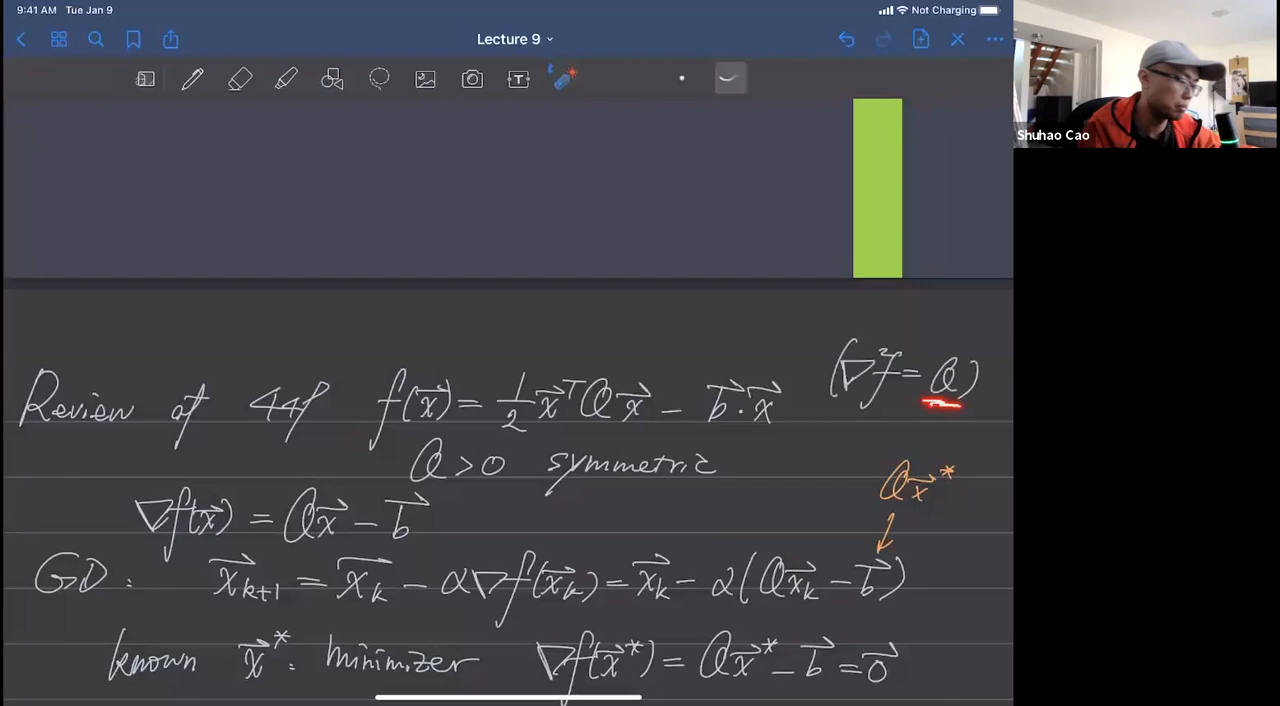 9:41 AM Tue Jan 9
Not Charging
Lecture 9
Shuhao Cao
Review of 441 f(x⃗) = 1/2 x⃗ᵀQx⃗ − b⃗·x⃗ (∇²f = Q)
Q > 0 symmetric
Qx⃗*
∇f(x⃗) = Qx⃗ − b⃗
GD: x⃗ₖ₊₁ = x⃗ₖ − α∇f(x⃗ₖ) = x⃗ₖ − α(Qx⃗ₖ − b⃗)
known x⃗*: minimizer ∇f(x⃗*) = Qx⃗* − b⃗ = 0⃗